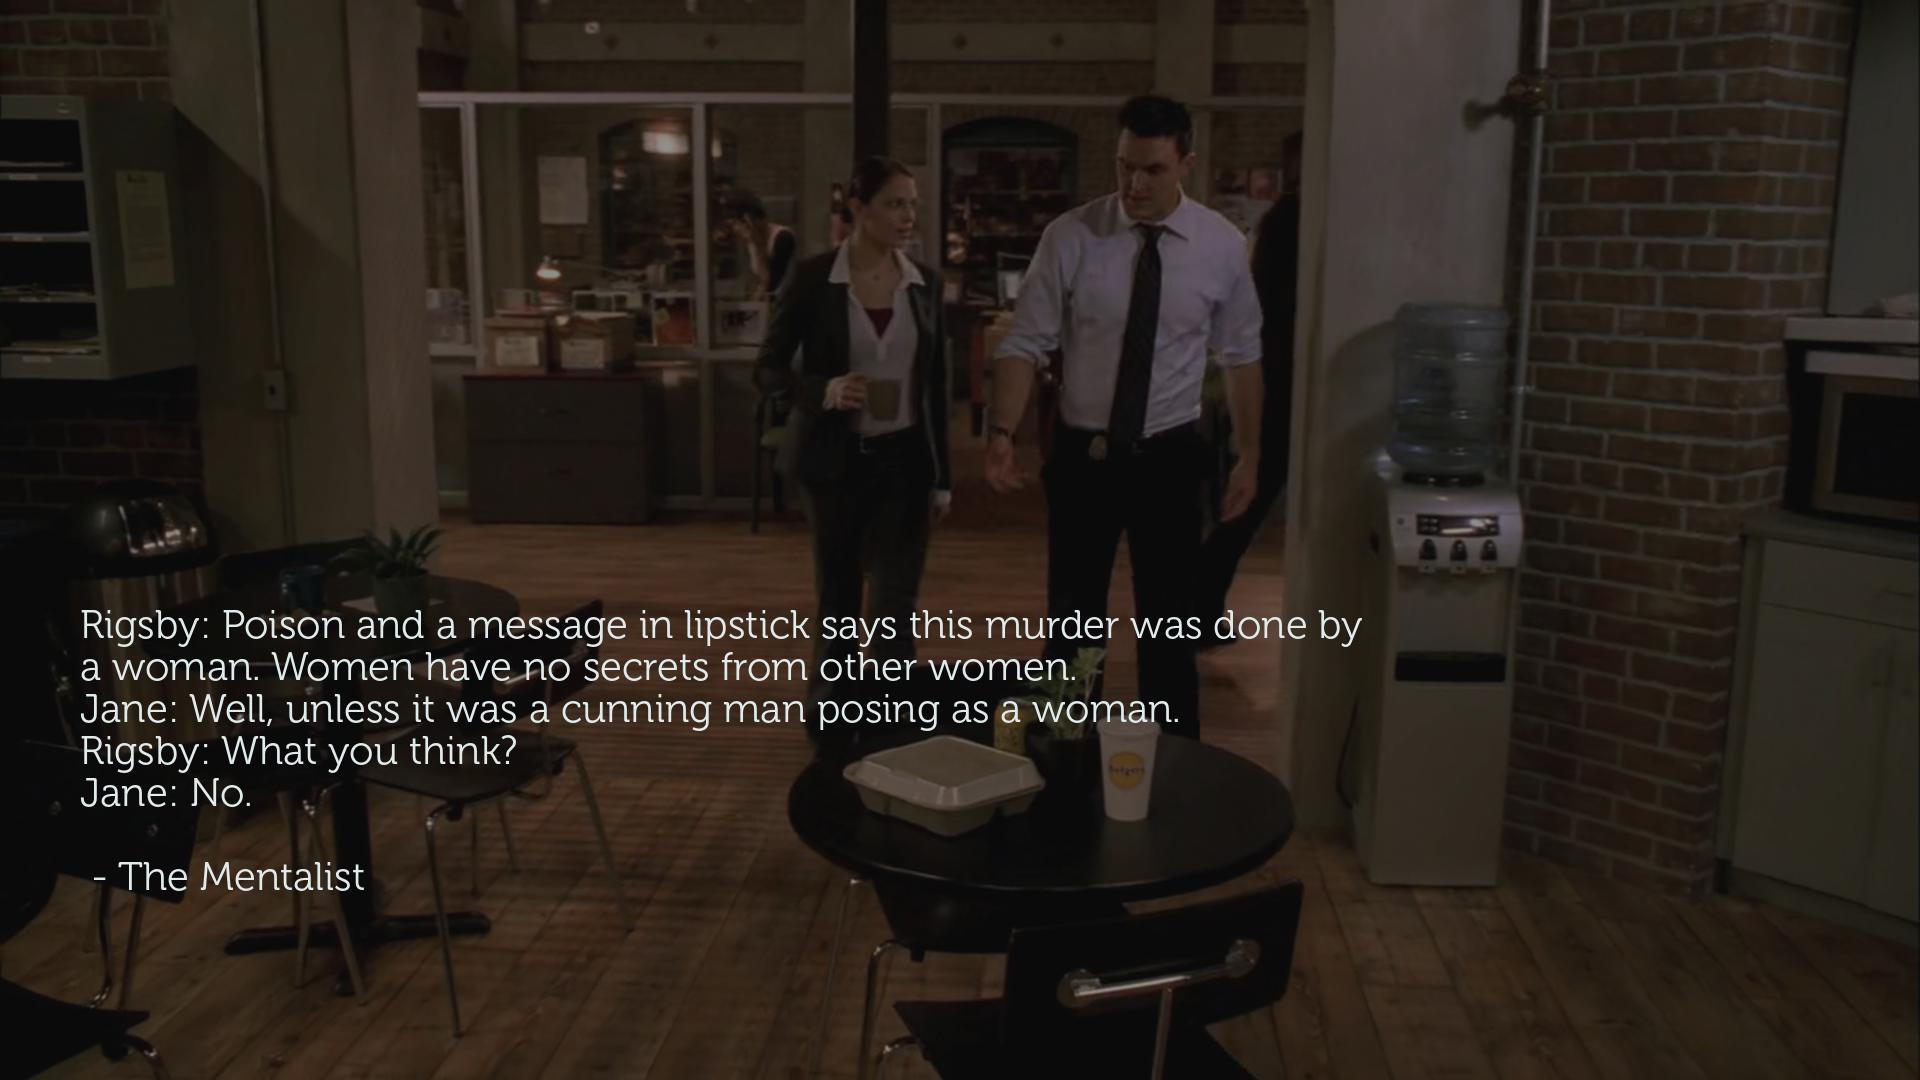 Rigsby: Poison and a message in lipstick says this murder was done by
a woman. Women have no secrets from other women.
Jane: Well, unless it was a cunning man posing as a woman.
Rigsby: What you think?
Jane: No.
- The Mentalist